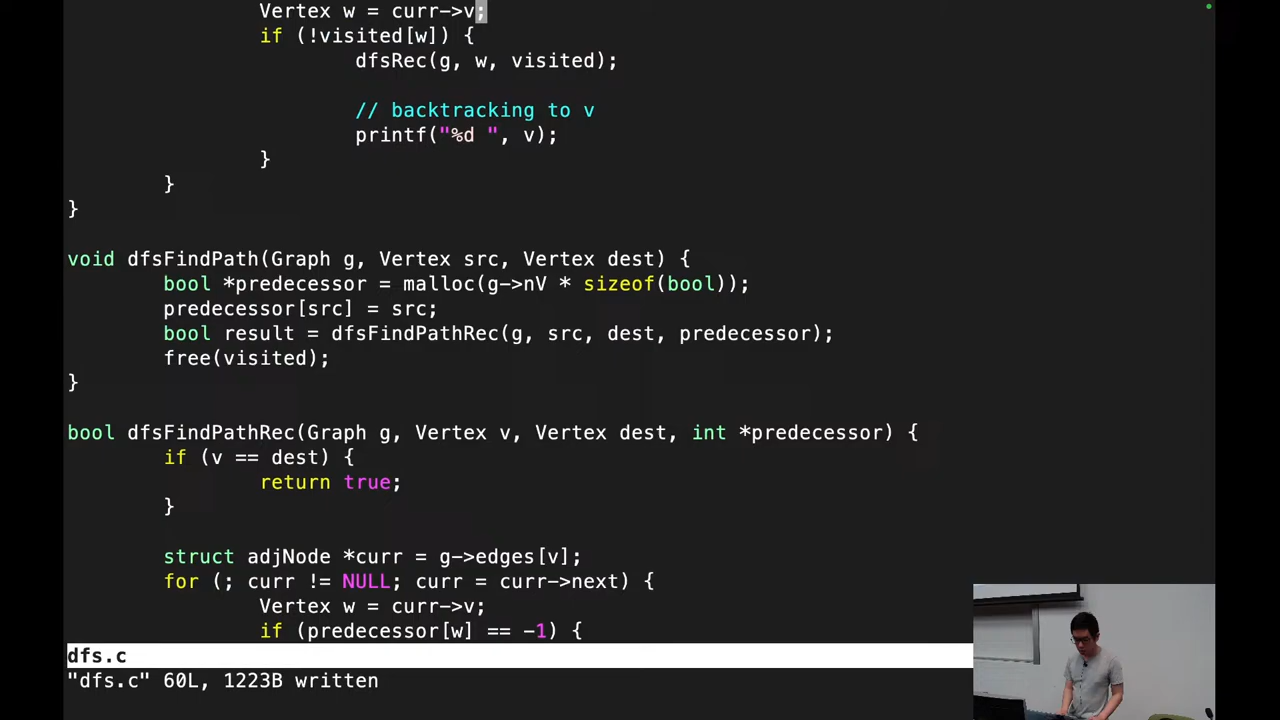 Vertex w = curr->v;
if (!visited[w]) {
dfsRec(g, w, visited);
// backtracking to v
printf("%d ", v);
}
}
}
void dfsFindPath(Graph g, Vertex src, Vertex dest) {
bool *predecessor = malloc(g->nV * sizeof(bool));
predecessor[src] = src;
bool result = dfsFindPathRec(g, src, dest, predecessor);
free(visited);
}
bool dfsFindPathRec(Graph g, Vertex v, Vertex dest, int *predecessor) {
if (v == dest) {
return true;
}
struct adjNode *curr = g->edges[v];
for (; curr != NULL; curr = curr->next) {
Vertex w = curr->v;
if (predecessor[w] == -1) {
dfs.c
"dfs.c" 60L, 1223B written